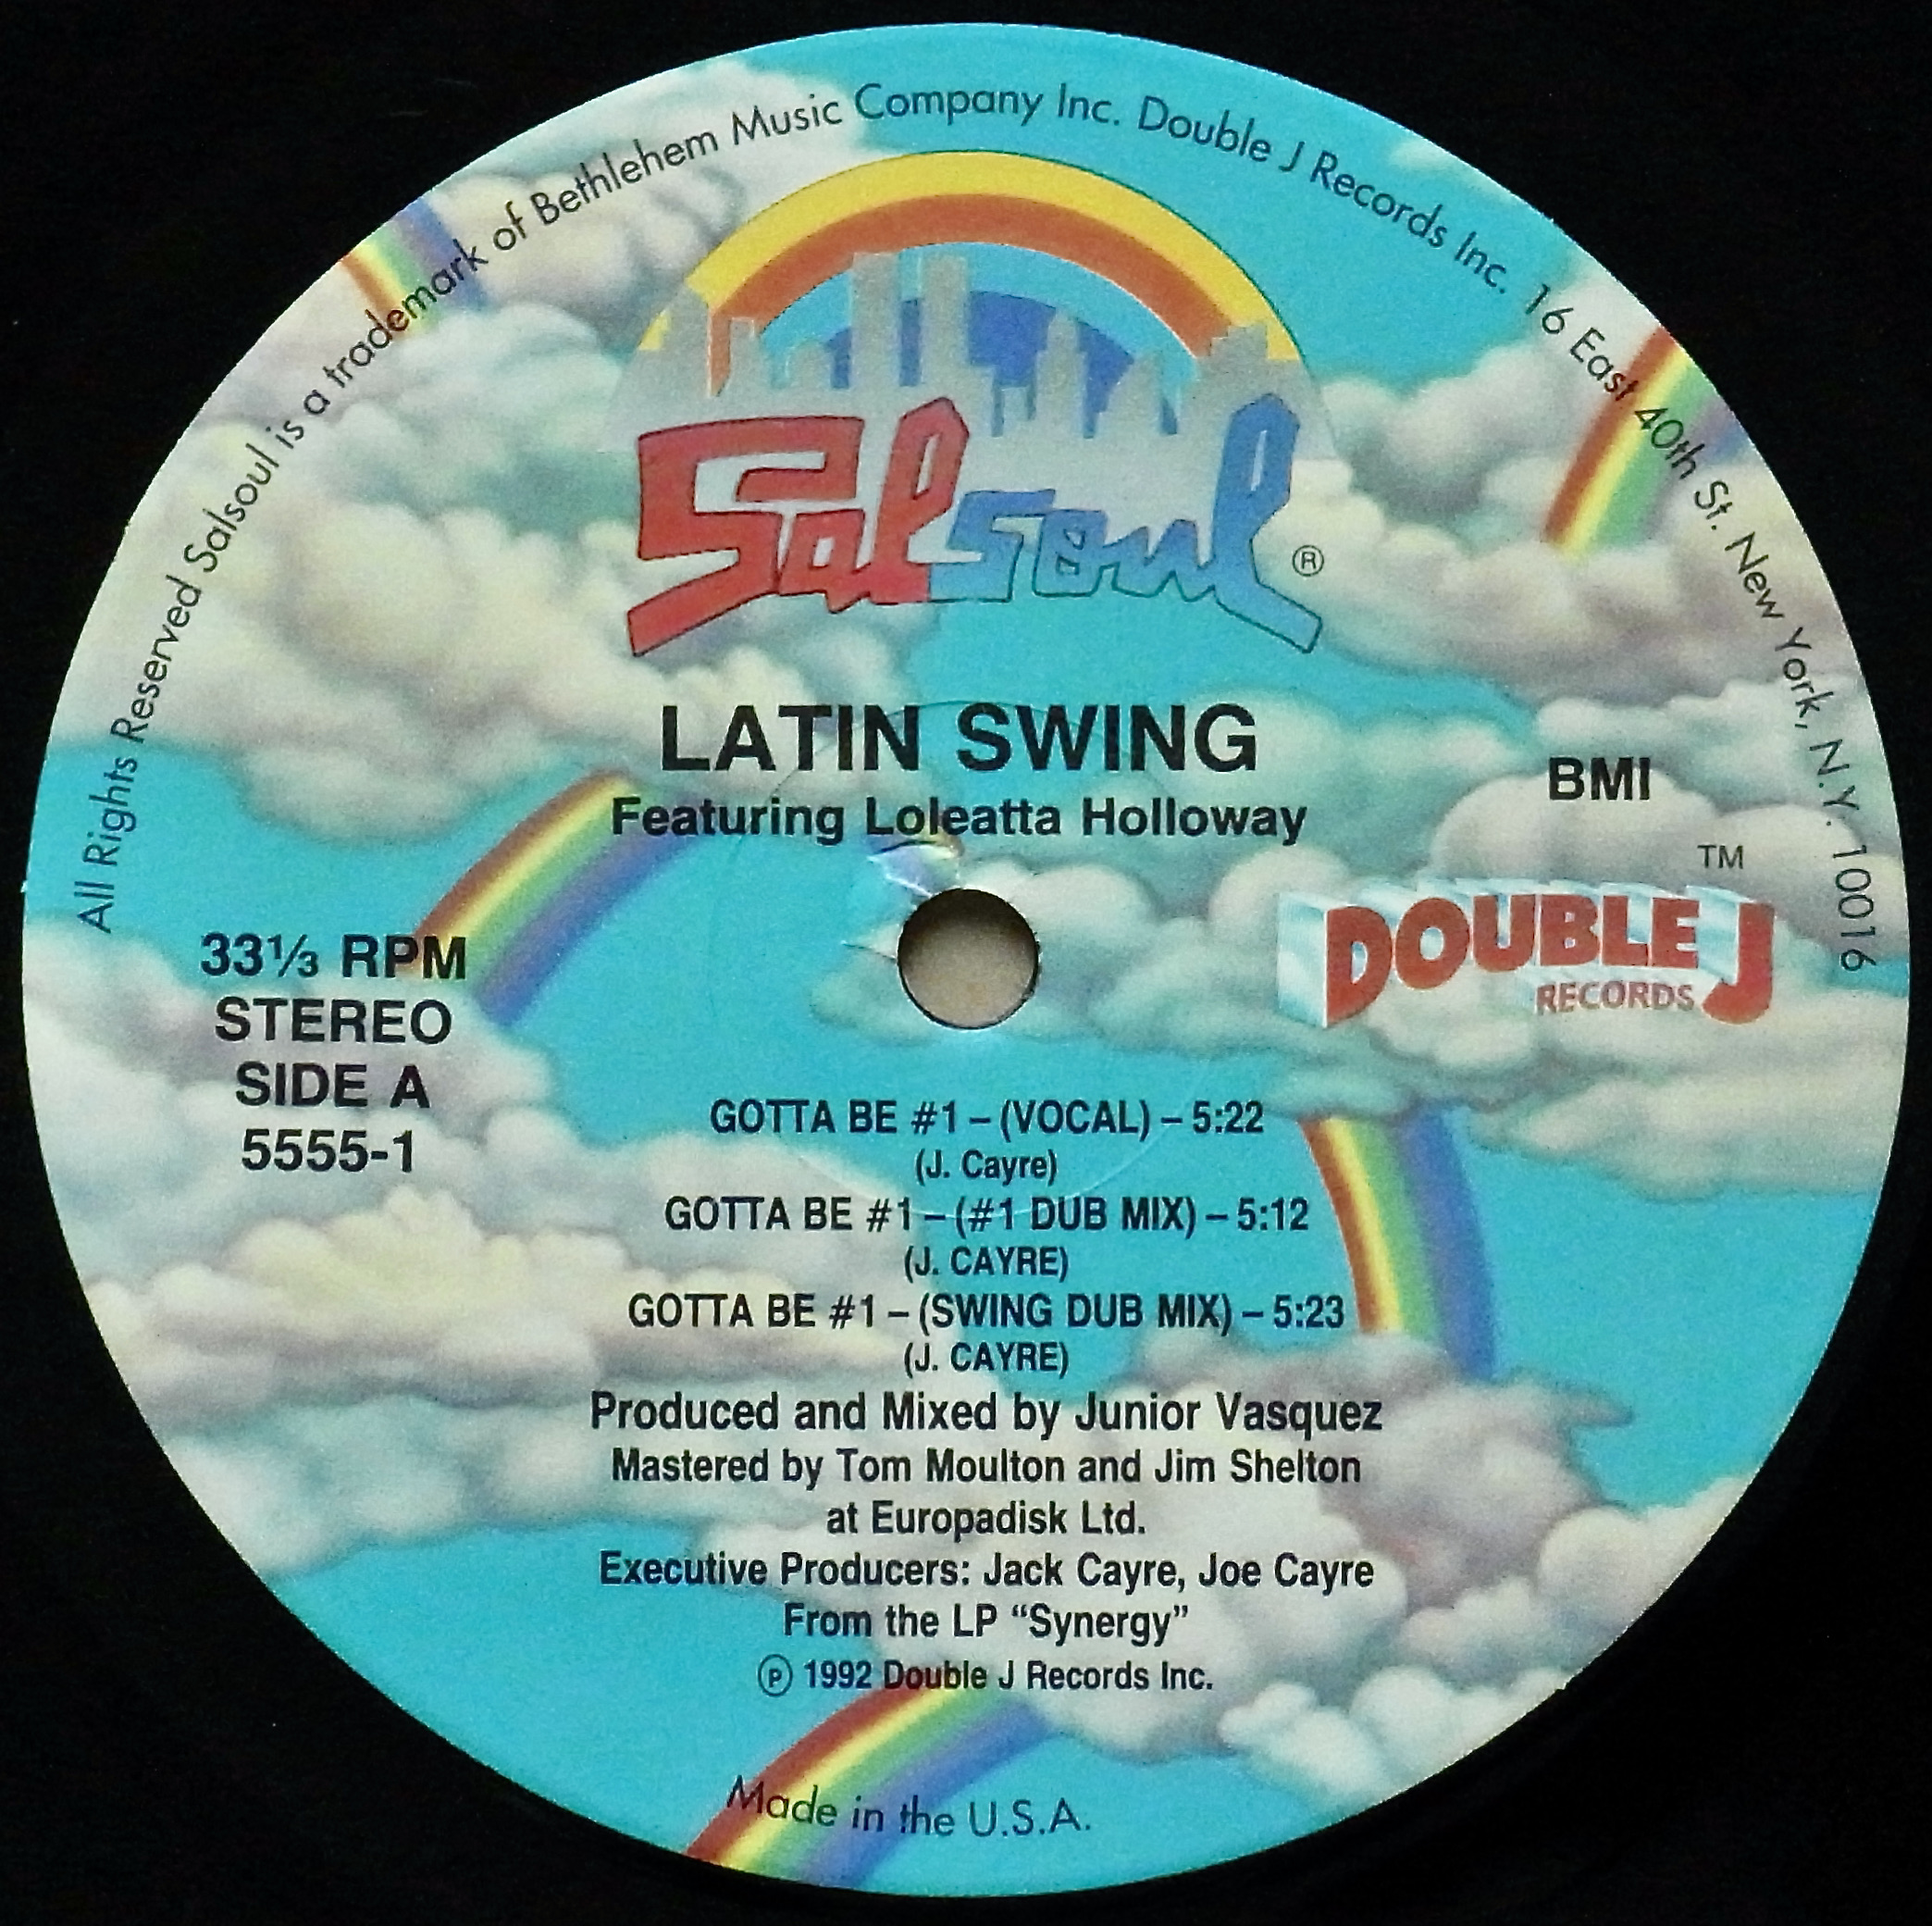 All Rights Reserved Salsoul is a trademark of Bethlehem Music Company Inc. Double J Records Inc. 16 East 40th St. New York, N.Y. 10016
Salsoul ®
LATIN SWING
Featuring Loleatta Holloway
BMI
TM
DOUBLE J
RECORDS
33⅓ RPM
STEREO
SIDE A
5555-1
GOTTA BE #1 – (VOCAL) – 5:22
(J. Cayre)
GOTTA BE #1 – (#1 DUB MIX) – 5:12
(J. CAYRE)
GOTTA BE #1 – (SWING DUB MIX) – 5:23
(J. CAYRE)
Produced and Mixed by Junior Vasquez
Mastered by Tom Moulton and Jim Shelton
at Europadisk Ltd.
Executive Producers: Jack Cayre, Joe Cayre
From the LP “Synergy”
℗ 1992 Double J Records Inc.
Made in the U.S.A.